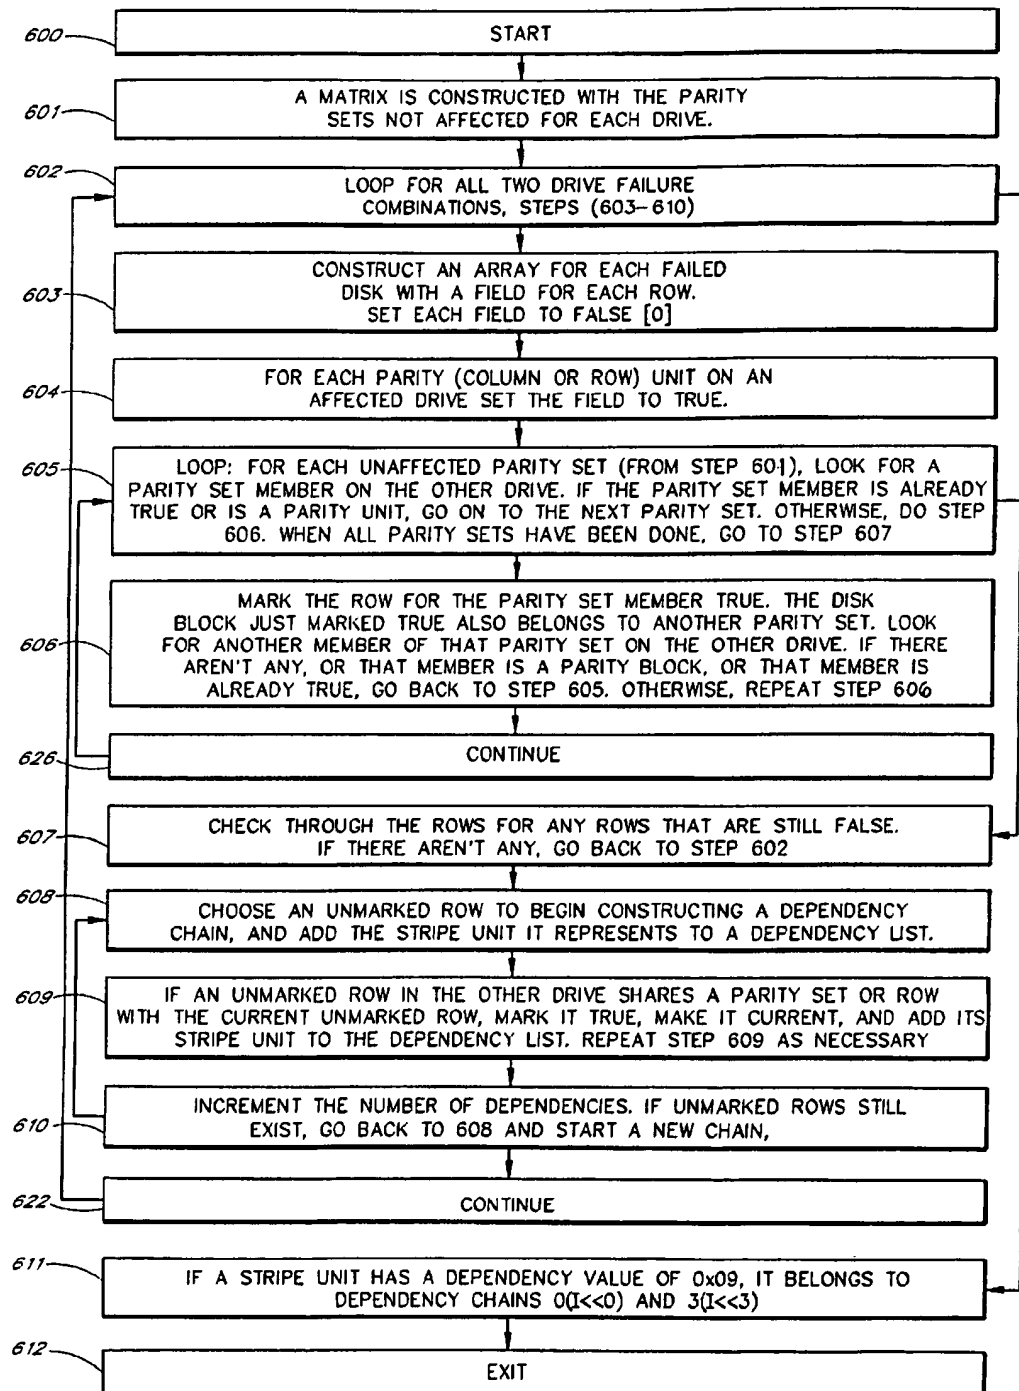 600
START
601
A MATRIX IS CONSTRUCTED WITH THE PARITY
SETS NOT AFFECTED FOR EACH DRIVE.
602
LOOP FOR ALL TWO DRIVE FAILURE
COMBINATIONS, STEPS (603-610)
603
CONSTRUCT AN ARRAY FOR EACH FAILED
DISK WITH A FIELD FOR EACH ROW.
SET EACH FIELD TO FALSE [0]
604
FOR EACH PARITY (COLUMN OR ROW) UNIT ON AN
AFFECTED DRIVE SET THE FIELD TO TRUE.
605
LOOP: FOR EACH UNAFFECTED PARITY SET (FROM STEP 601), LOOK FOR A
PARITY SET MEMBER ON THE OTHER DRIVE. IF THE PARITY SET MEMBER IS ALREADY
TRUE OR IS A PARITY UNIT, GO ON TO THE NEXT PARITY SET. OTHERWISE, DO STEP
606. WHEN ALL PARITY SETS HAVE BEEN DONE, GO TO STEP 607
606
MARK THE ROW FOR THE PARITY SET MEMBER TRUE. THE DISK
BLOCK JUST MARKED TRUE ALSO BELONGS TO ANOTHER PARITY SET. LOOK
FOR ANOTHER MEMBER OF THAT PARITY SET ON THE OTHER DRIVE. IF THERE
AREN'T ANY, OR THAT MEMBER IS A PARITY BLOCK, OR THAT MEMBER IS
ALREADY TRUE, GO BACK TO STEP 605. OTHERWISE, REPEAT STEP 606
626
CONTINUE
607
CHECK THROUGH THE ROWS FOR ANY ROWS THAT ARE STILL FALSE.
IF THERE AREN'T ANY, GO BACK TO STEP 602
608
CHOOSE AN UNMARKED ROW TO BEGIN CONSTRUCTING A DEPENDENCY
CHAIN, AND ADD THE STRIPE UNIT IT REPRESENTS TO A DEPENDENCY LIST.
609
IF AN UNMARKED ROW IN THE OTHER DRIVE SHARES A PARITY SET OR ROW
WITH THE CURRENT UNMARKED ROW, MARK IT TRUE, MAKE IT CURRENT, AND ADD ITS
STRIPE UNIT TO THE DEPENDENCY LIST. REPEAT STEP 609 AS NECESSARY
610
INCREMENT THE NUMBER OF DEPENDENCIES. IF UNMARKED ROWS STILL
EXIST, GO BACK TO 608 AND START A NEW CHAIN,
622
CONTINUE
611
IF A STRIPE UNIT HAS A DEPENDENCY VALUE OF 0x09, IT BELONGS TO
DEPENDENCY CHAINS 0(I<<0) AND 3(I<<3)
612
EXIT